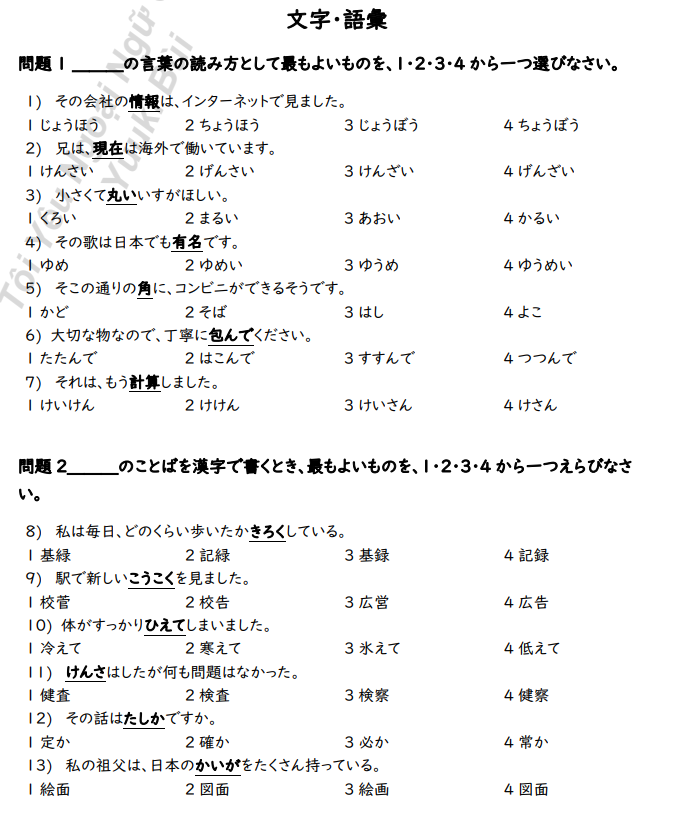 文字・語彙
問題1 ______の言葉の読み方として最もよいものを、1・2・3・4 から一つ選びなさい。
1) その会社の情報は、インターネットで見ました。
1 じょうほう 2 ちょうほう 3 じょうぼう 4 ちょうぼう
2) 兄は、現在は海外で働いています。
1 けんさい 2 げんさい 3 けんざい 4 げんざい
3) 小さくて丸いいすがほしい。
1 くろい 2 まるい 3 あおい 4 かるい
4) その歌は日本でも有名です。
1 ゆめ 2 ゆめい 3 ゆうめ 4 ゆうめい
5) そこの通りの角に、コンビニができるそうです。
1 かど 2 そば 3 はし 4 よこ
6) 大切な物なので、丁寧に包んでください。
1 たたんで 2 はこんで 3 すすんで 4 つつんで
7) それは、もう計算しました。
1 けいけん 2 けけん 3 けいさん 4 けさん
問題2______のことばを漢字で書くとき、最もよいものを、1・2・3・4 から一つえらびなさ
い。
8) 私は毎日、どのくらい歩いたかきろくしている。
1 基緑 2 記緑 3 基録 4 記録
9) 駅で新しいこうこくを見ました。
1 校菅 2 校告 3 広営 4 広告
10) 体がすっかりひえてしまいました。
1 冷えて 2 寒えて 3 氷えて 4 低えて
11) けんさはしたが何も問題はなかった。
1 健査 2 検査 3 検察 4 健察
12) その話はたしかですか。
1 定か 2 確か 3 必か 4 常か
13) 私の祖父は、日本のかいがをたくさん持っている。
1 絵面 2 図面 3 絵画 4 図面
Tôi Yêu Ngoại Ngữ
Yuuki Bùi